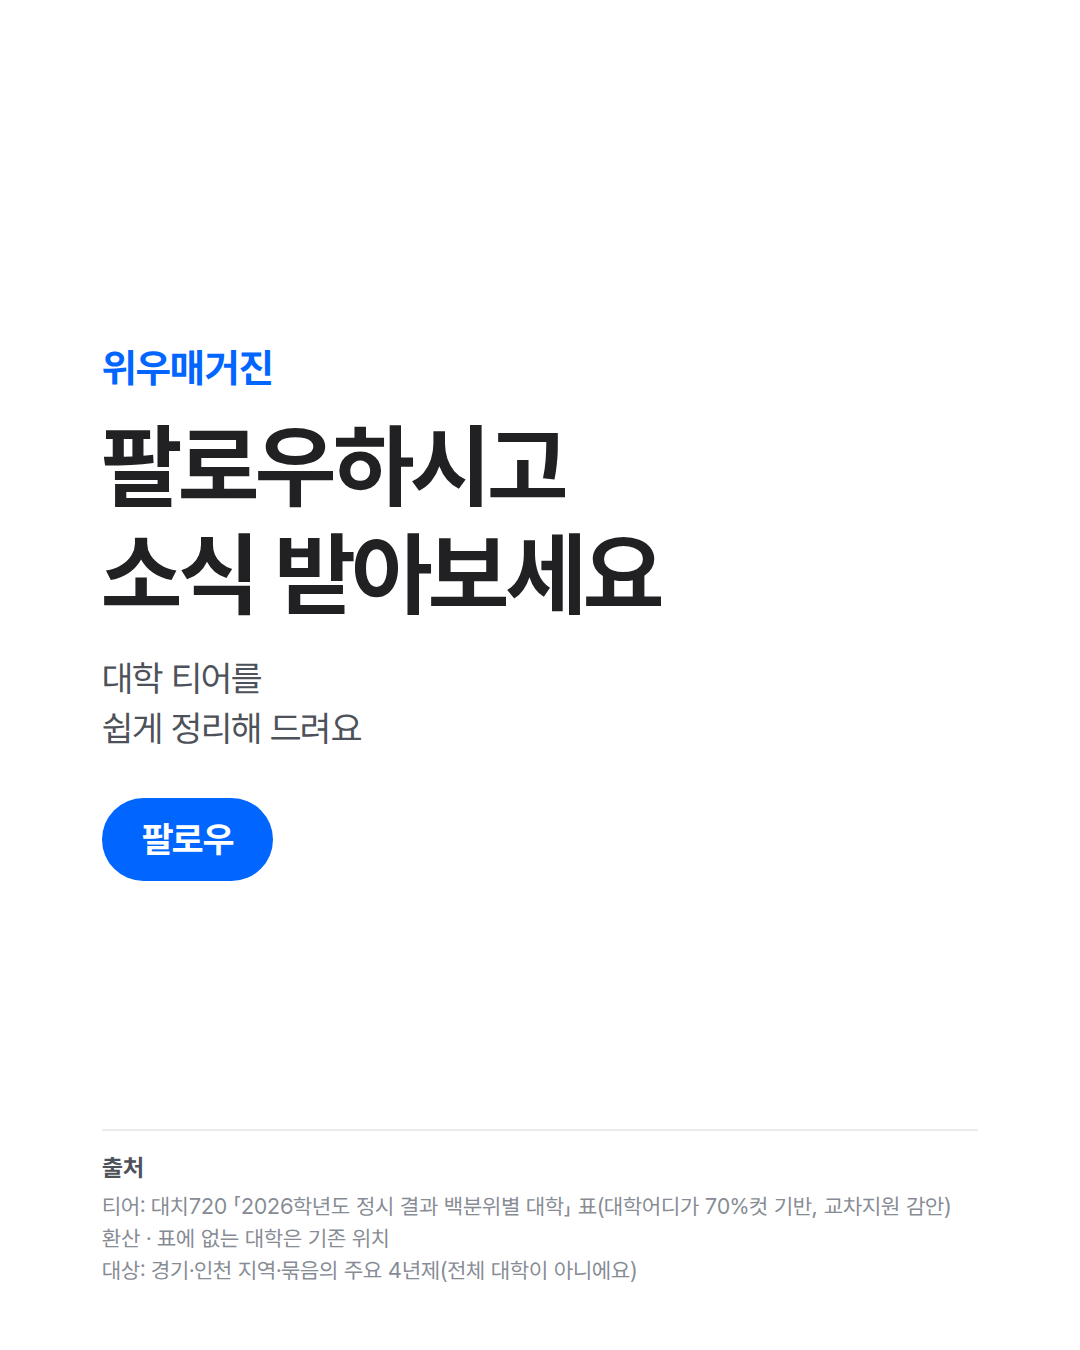 위우매거진
팔로우하시고
소식 받아보세요
대학 티어를
쉽게 정리해 드려요
팔로우
출처
티어: 대치720 ｢2026학년도 정시 결과 백분위별 대학｣ 표(대학어디가 70%컷 기반, 교차지원 감안)
환산 · 표에 없는 대학은 기존 위치
대상: 경기·인천 지역·묶음의 주요 4년제(전체 대학이 아니에요)